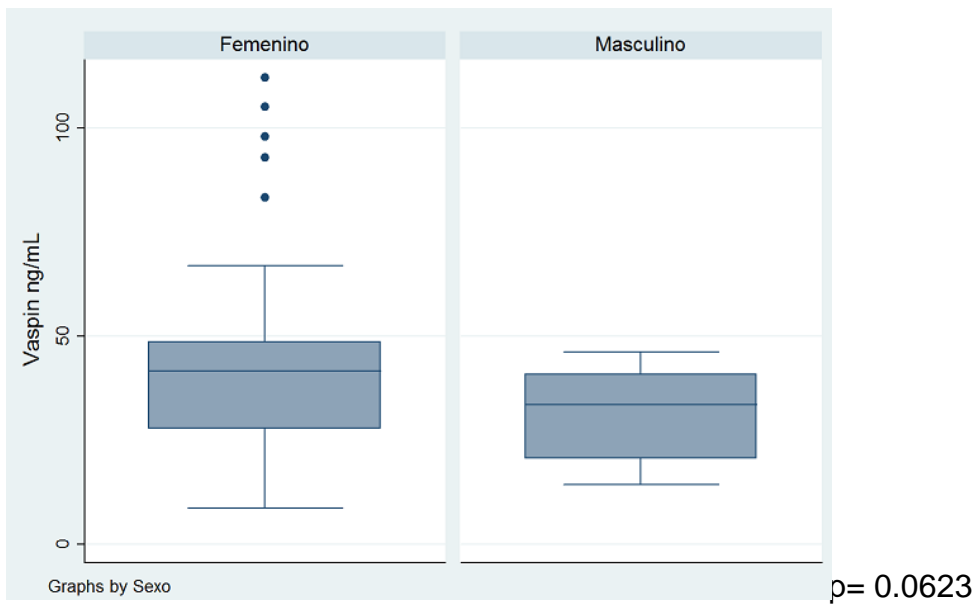 Femenino
Masculino
Vaspin ng/mL
100
50
0
Graphs by Sexo
p= 0.0623